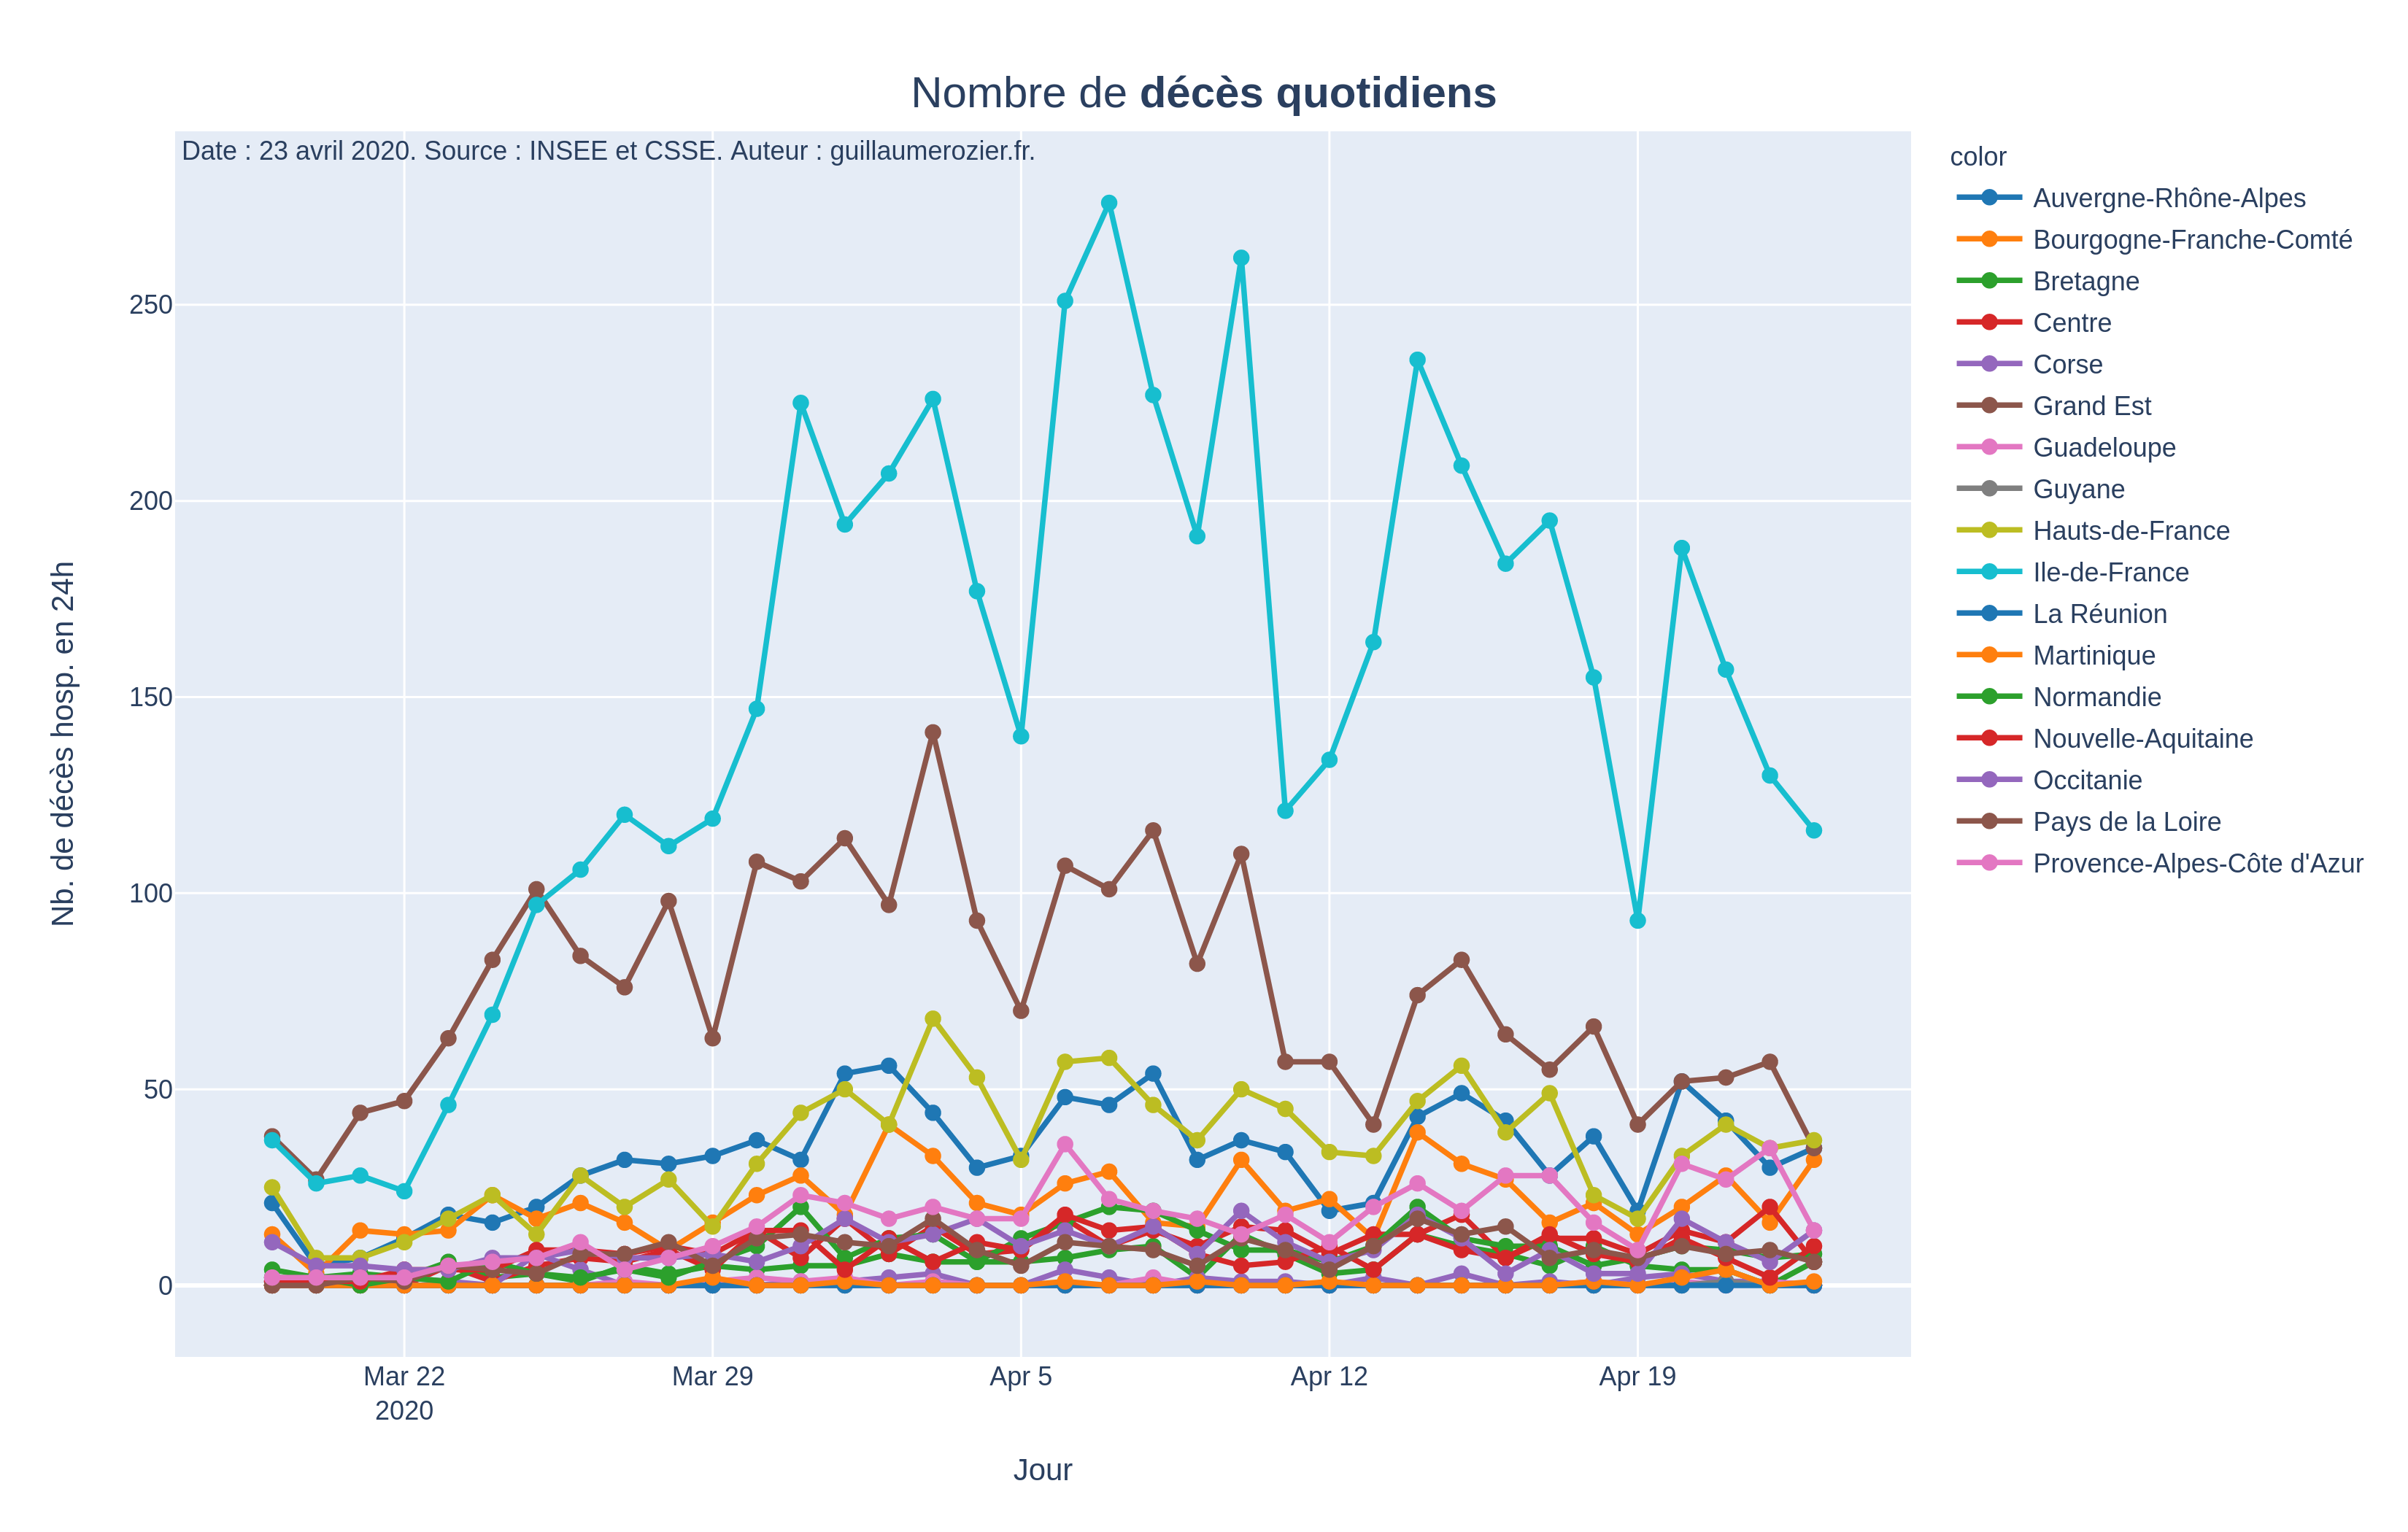 Nombre de décès quotidiens
Date : 23 avril 2020. Source : INSEE et CSSE. Auteur : guillaumerozier.fr.
color
Auvergne-Rhône-Alpes
Bourgogne-Franche-Comté
Bretagne
Centre
Corse
Grand Est
Guadeloupe
Guyane
Hauts-de-France
Ile-de-France
La Réunion
Martinique
Normandie
Nouvelle-Aquitaine
Occitanie
Pays de la Loire
Provence-Alpes-Côte d'Azur
Nb. de décès hosp. en 24h
250
200
150
100
50
0
Mar 22
2020
Mar 29
Apr 5
Apr 12
Apr 19
Jour